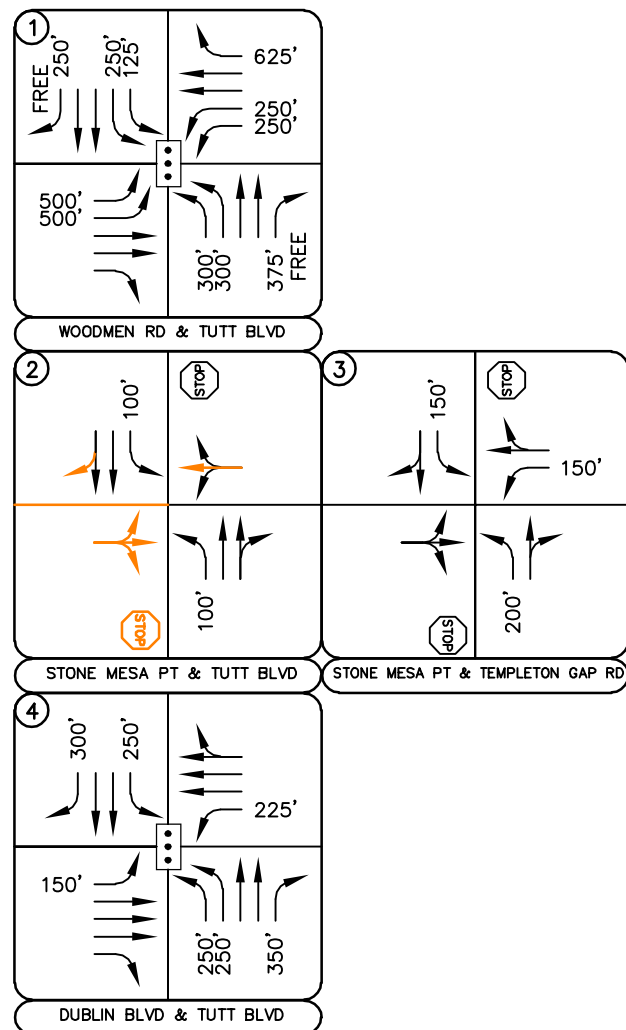 1
FREE
250'
250'
125'
625'
250'
250'
500'
500'
300'
300'
375'
FREE
WOODMEN RD & TUTT BLVD
2
100'
STOP
STOP
100'
STONE MESA PT & TUTT BLVD
3
150'
STOP
150'
STOP
200'
STONE MESA PT & TEMPLETON GAP RD
4
300'
250'
225'
150'
250'
250'
350'
DUBLIN BLVD & TUTT BLVD